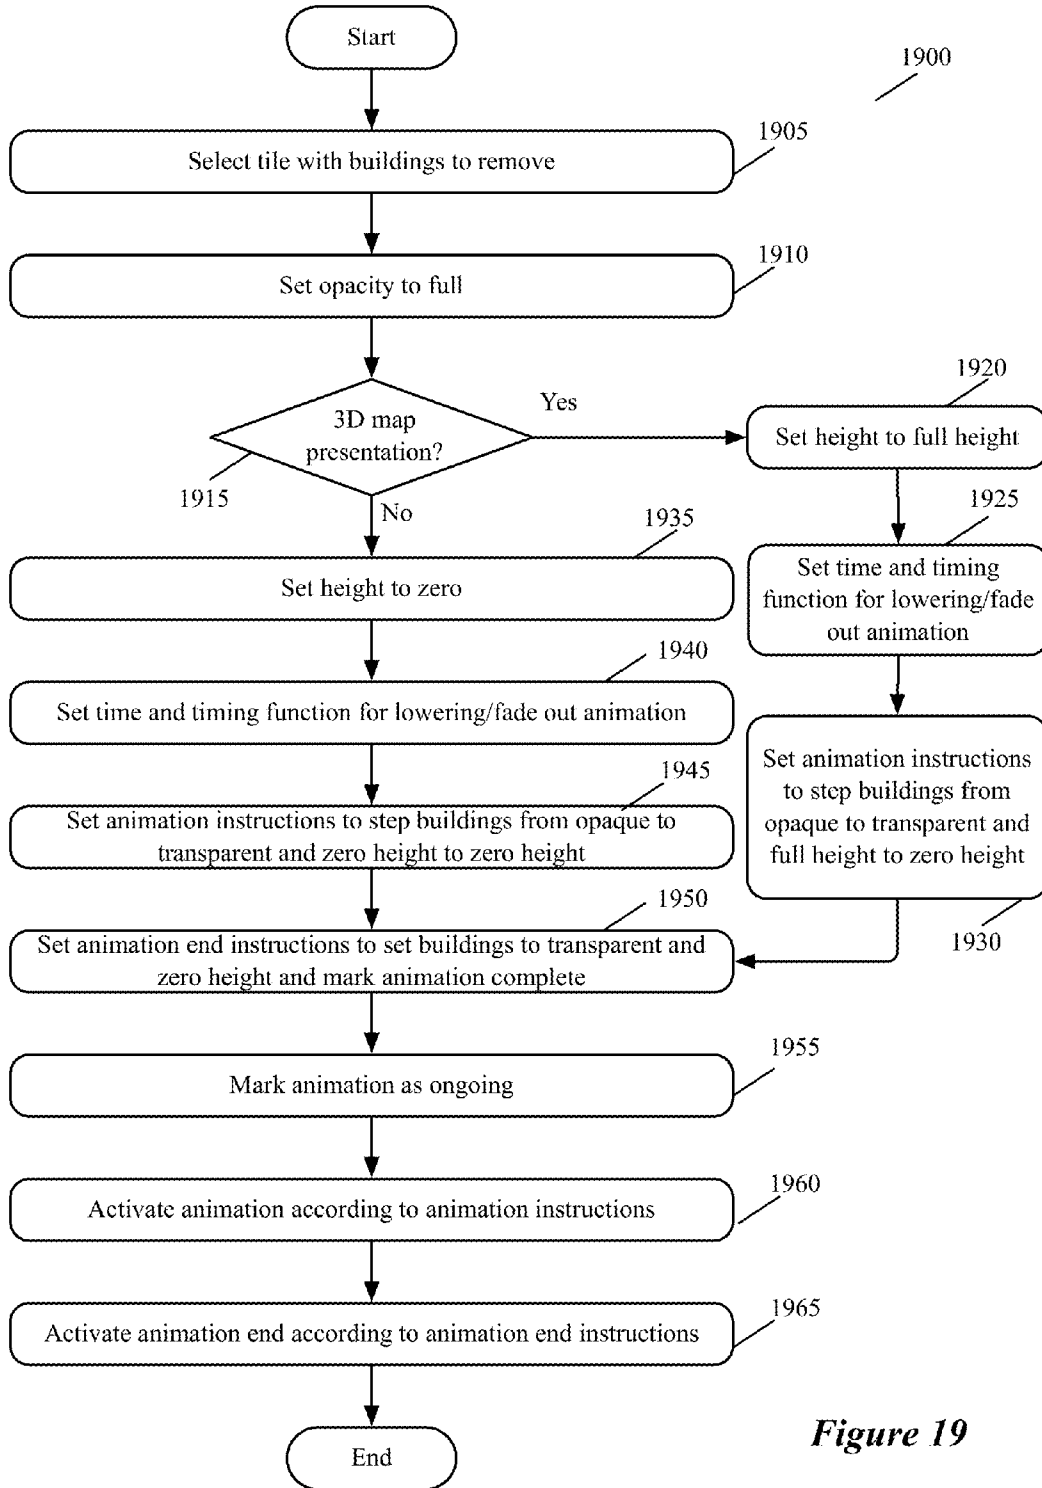 Start
1900
1905
Select tile with buildings to remove
1910
Set opacity to full
1920
Yes
3D map
presentation?
Set height to full height
1915
No
1925
1935
Set height to zero
Set time and timing
function for lowering/fade
out animation
1940
Set time and timing function for lowering/fade out animation
1945
Set animation instructions to step buildings from opaque to
transparent and zero height to zero height
Set animation instructions
to step buildings from
opaque to transparent and
full height to zero height
1950
1930
Set animation end instructions to set buildings to transparent and
zero height and mark animation complete
1955
Mark animation as ongoing
1960
Activate animation according to animation instructions
1965
Activate animation end according to animation end instructions
End
Figure 19